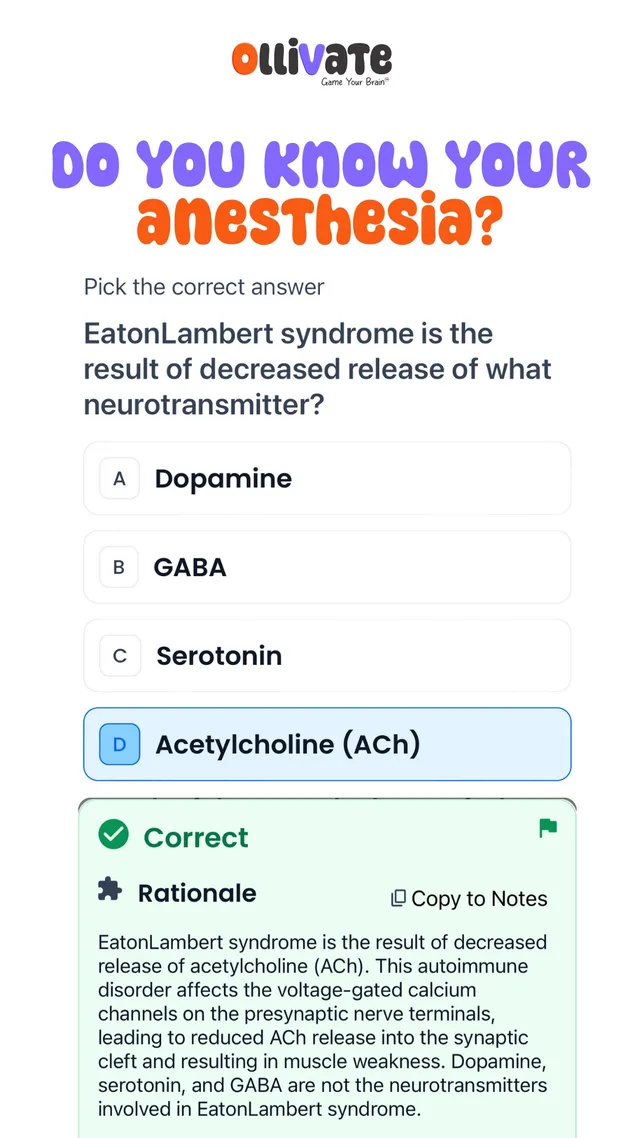 ollivate
Game Your Brain
Do you know your
anesthesia?
Pick the correct answer
EatonLambert syndrome is the
result of decreased release of what
neurotransmitter?
A Dopamine
B GABA
C Serotonin
D Acetylcholine (ACh)
Correct
Rationale
Copy to Notes
EatonLambert syndrome is the result of decreased
release of acetylcholine (ACh). This autoimmune
disorder affects the voltage-gated calcium
channels on the presynaptic nerve terminals,
leading to reduced ACh release into the synaptic
cleft and resulting in muscle weakness. Dopamine,
serotonin, and GABA are not the neurotransmitters
involved in EatonLambert syndrome.